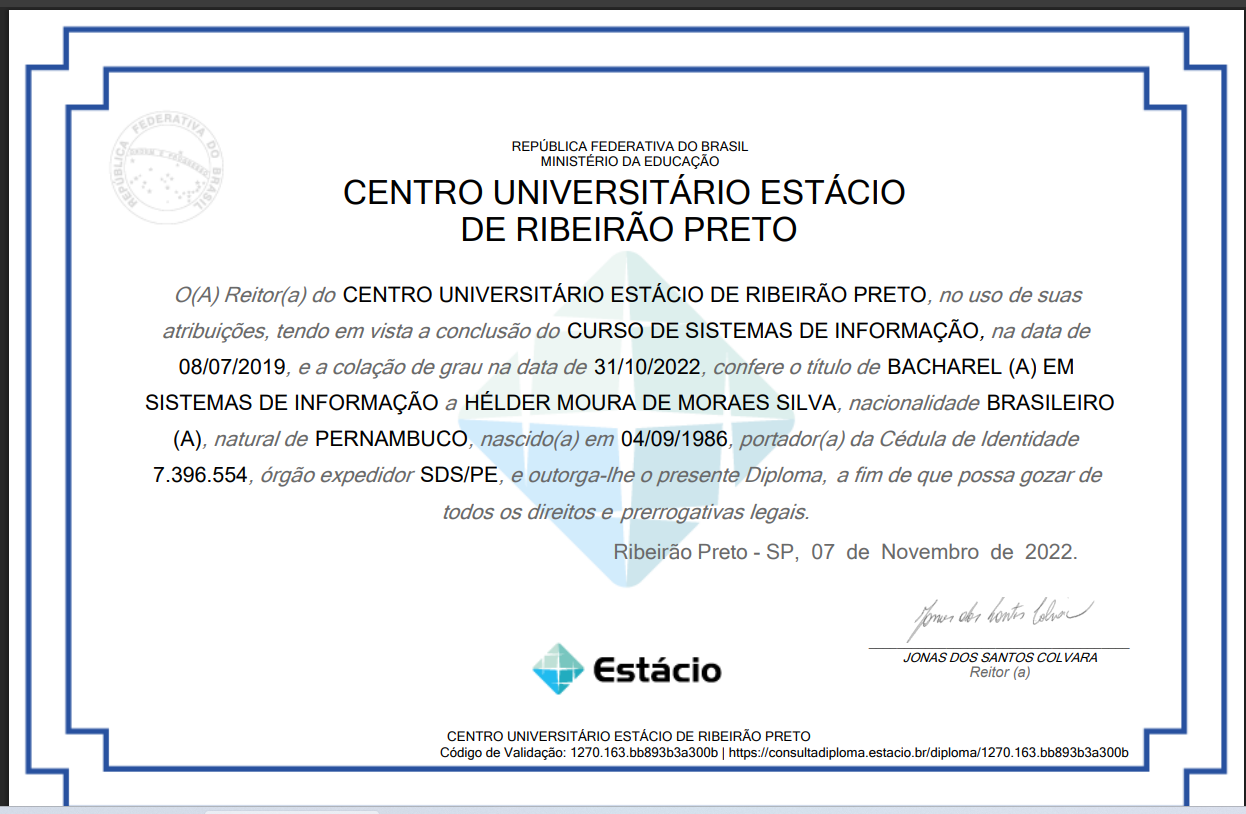 REPÚBLICA FEDERATIVA DO BRASIL
REPÚBLICA FEDERATIVA DO BRASIL
MINISTÉRIO DA EDUCAÇÃO
CENTRO UNIVERSITÁRIO ESTÁCIO
DE RIBEIRÃO PRETO
O(A) Reitor(a) do CENTRO UNIVERSITÁRIO ESTÁCIO DE RIBEIRÃO PRETO, no uso de suas
atribuições, tendo em vista a conclusão do CURSO DE SISTEMAS DE INFORMAÇÃO, na data de
08/07/2019, e a colação de grau na data de 31/10/2022, confere o título de BACHAREL (A) EM
SISTEMAS DE INFORMAÇÃO a HÉLDER MOURA DE MORAES SILVA, nacionalidade BRASILEIRO
(A), natural de PERNAMBUCO, nascido(a) em 04/09/1986, portador(a) da Cédula de Identidade
7.396.554, órgão expedidor SDS/PE, e outorga-lhe o presente Diploma, a fim de que possa gozar de
todos os direitos e prerrogativas legais.
Ribeirão Preto - SP, 07 de Novembro de 2022.
Jonas dos Santos Colvara
JONAS DOS SANTOS COLVARA
Reitor (a)
Estácio
CENTRO UNIVERSITÁRIO ESTÁCIO DE RIBEIRÃO PRETO
Código de Validação: 1270.163.bb893b3a300b | https://consultadiploma.estacio.br/diploma/1270.163.bb893b3a300b